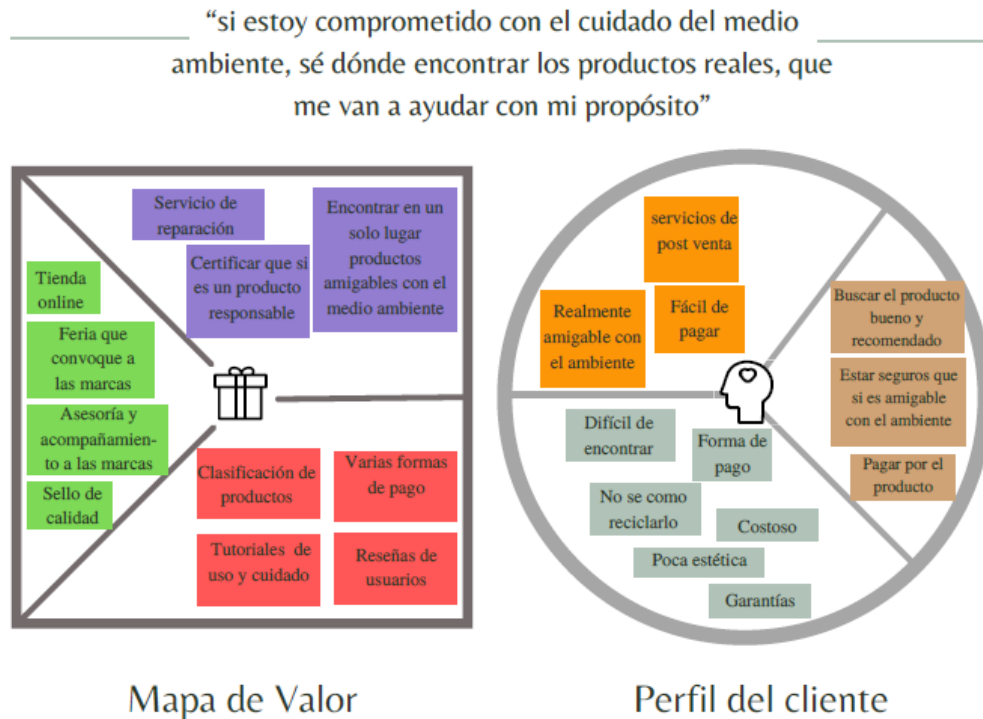 “si estoy comprometido con el cuidado del medio
ambiente, sé dónde encontrar los productos reales, que
me van a ayudar con mi propósito”
Servicio de
reparación
Encontrar en un
solo lugar
productos
amigables con el
medio ambiente
Certificar que si
es un producto
responsable
Tienda
online
Feria que
convoque a
las marcas
Asesoría y
acompañamien-
to a las marcas
Sello de
calidad
Clasificación de
productos
Varias formas
de pago
Tutoriales de
uso y cuidado
Reseñas de
usuarios
Mapa de Valor
servicios de
post venta
Realmente
amigable con
el ambiente
Fácil de
pagar
Buscar el producto
bueno y
recomendado
Estar seguros que
si es amigable
con el ambiente
Pagar por el
producto
Difícil de
encontrar
Forma de
pago
No se como
reciclarlo
Costoso
Poca estética
Garantías
Perfil del cliente